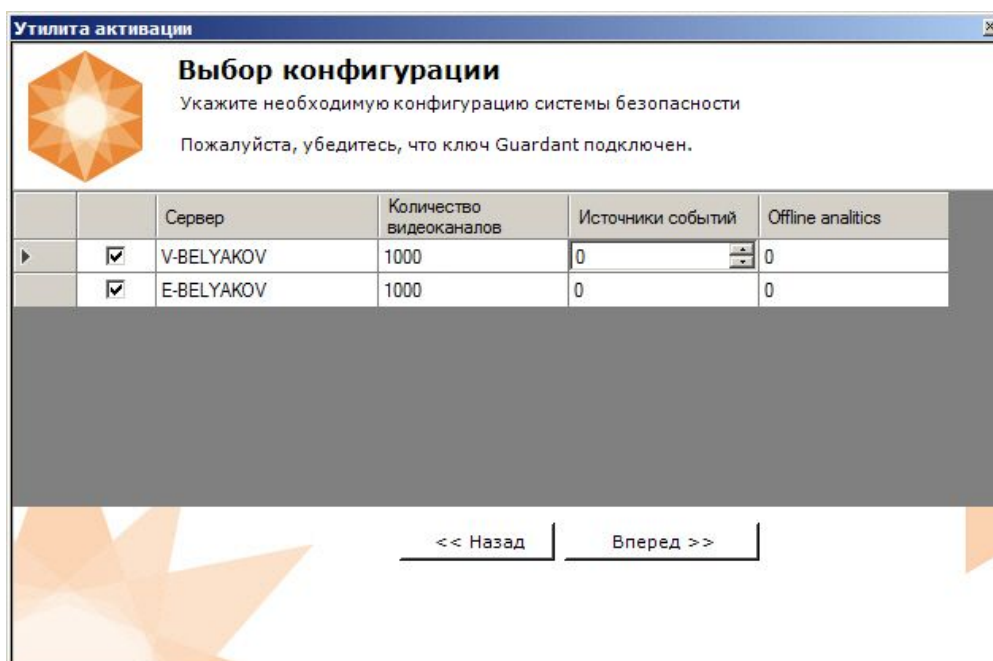 Утилита активации
Выбор конфигурации
Укажите необходимую конфигурацию системы безопасности
Пожалуйста, убедитесь, что ключ Guardant подключен.
Сервер
Количество
видеоканалов
Источники событий
Offline analitics
V-BELYAKOV 1000 0 0
E-BELYAKOV 1000 0 0
<< Назад
Вперед >>